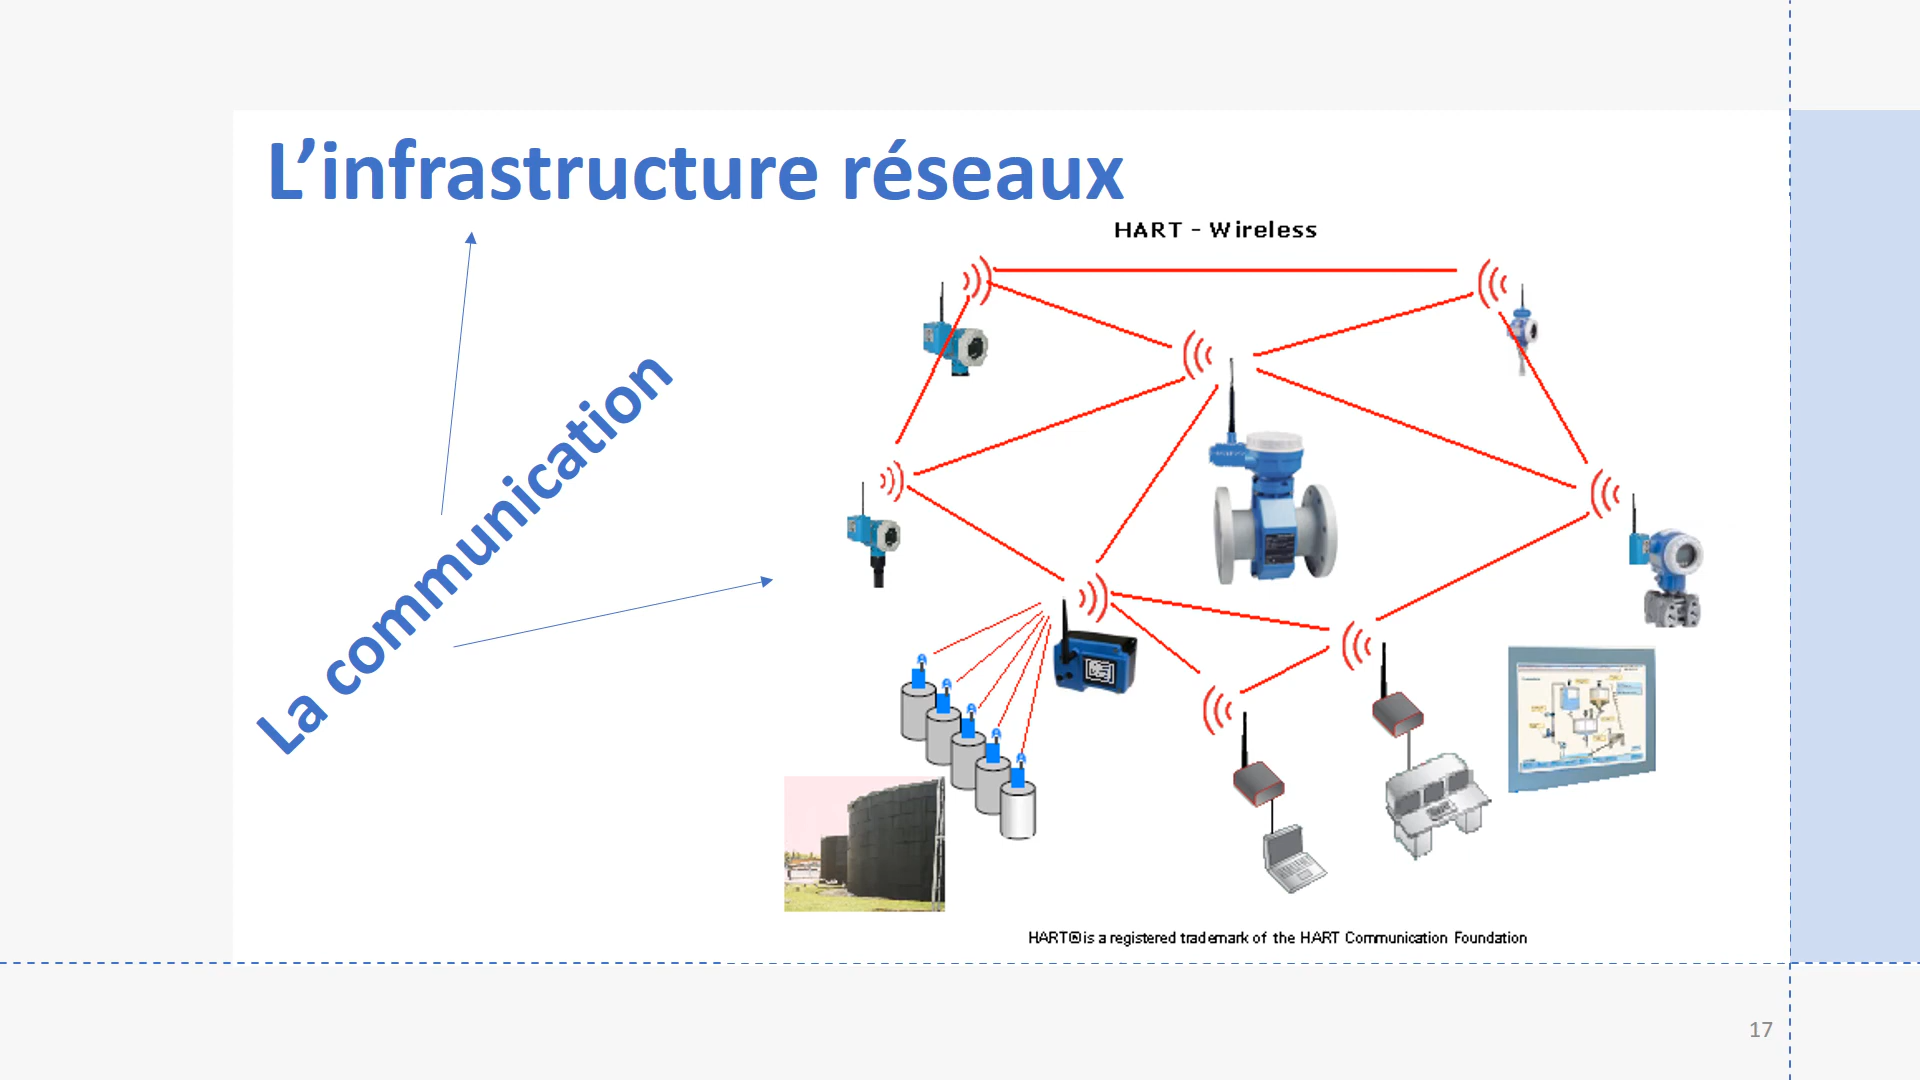 L’infrastructure réseaux
HART - Wireless
La communication
HART® is a registered trademark of the HART Communication Foundation
17